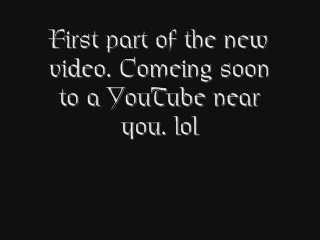 First part of the new
video. Comeing soon
to a YouTube near
you. lol